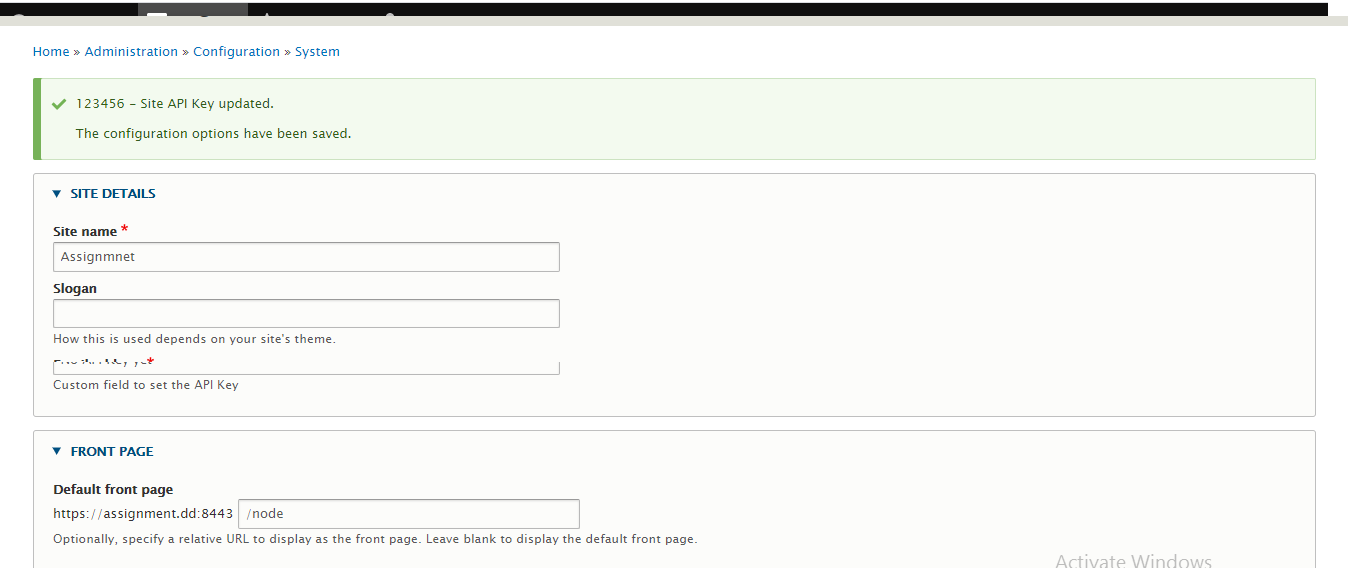 Home » Administration » Configuration » System
123456 – Site API Key updated.
The configuration options have been saved.
SITE DETAILS
Site name *
Assignmnet
Slogan
How this is used depends on your site's theme.
*
Custom field to set the API Key
FRONT PAGE
Default front page
https://assignment.dd:8443 /node
Optionally, specify a relative URL to display as the front page. Leave blank to display the default front page.
Activate Windows